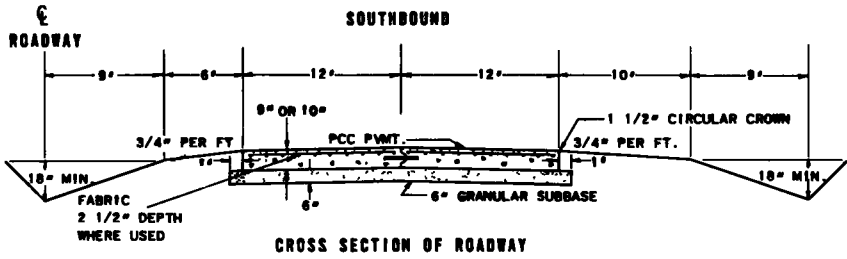 ℄
ROADWAY
SOUTHBOUND
9' 6' 12' 12' 10' 9'
9" OR 10"
1 1/2" CIRCULAR CROWN
3/4" PER FT
PCC PVMT.
3/4" PER FT.
1' 1'
18" MIN.
18" MIN.
FABRIC
2 1/2" DEPTH
WHERE USED
6"
6" GRANULAR SUBBASE
CROSS SECTION OF ROADWAY